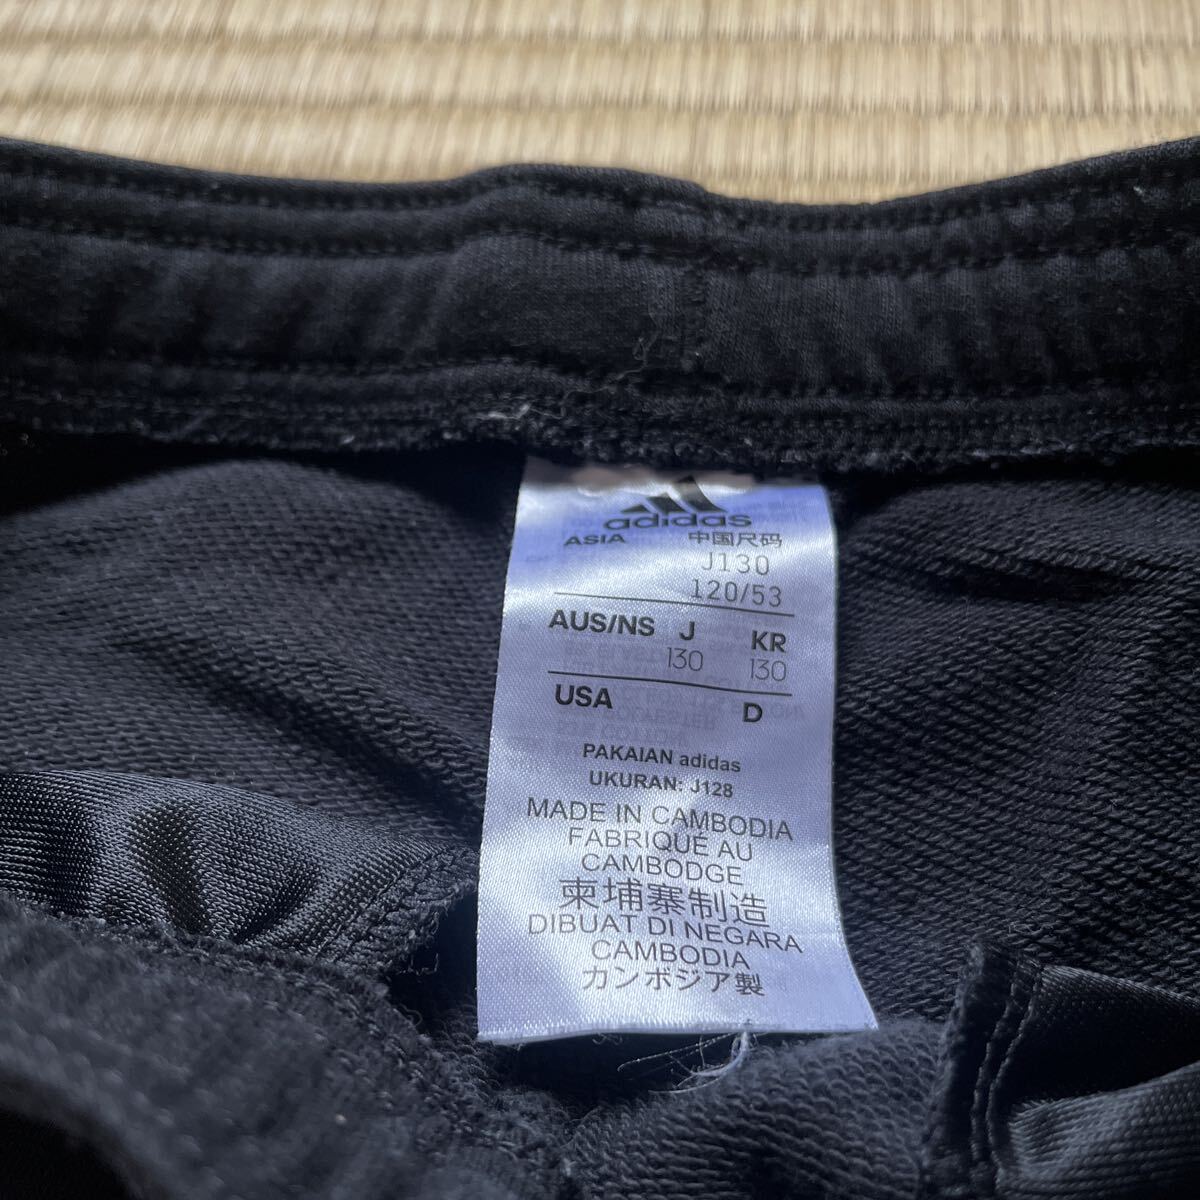 adidas
ASIA 中国尺码
J130
120/53
AUS/NS J KR
130 130
USA D
PAKAIAN adidas
UKURAN: J128
MADE IN CAMBODIA
FABRIQUÉ AU
CAMBODGE
柬埔寨制造
DIBUAT DI NEGARA
CAMBODIA
カンボジア製